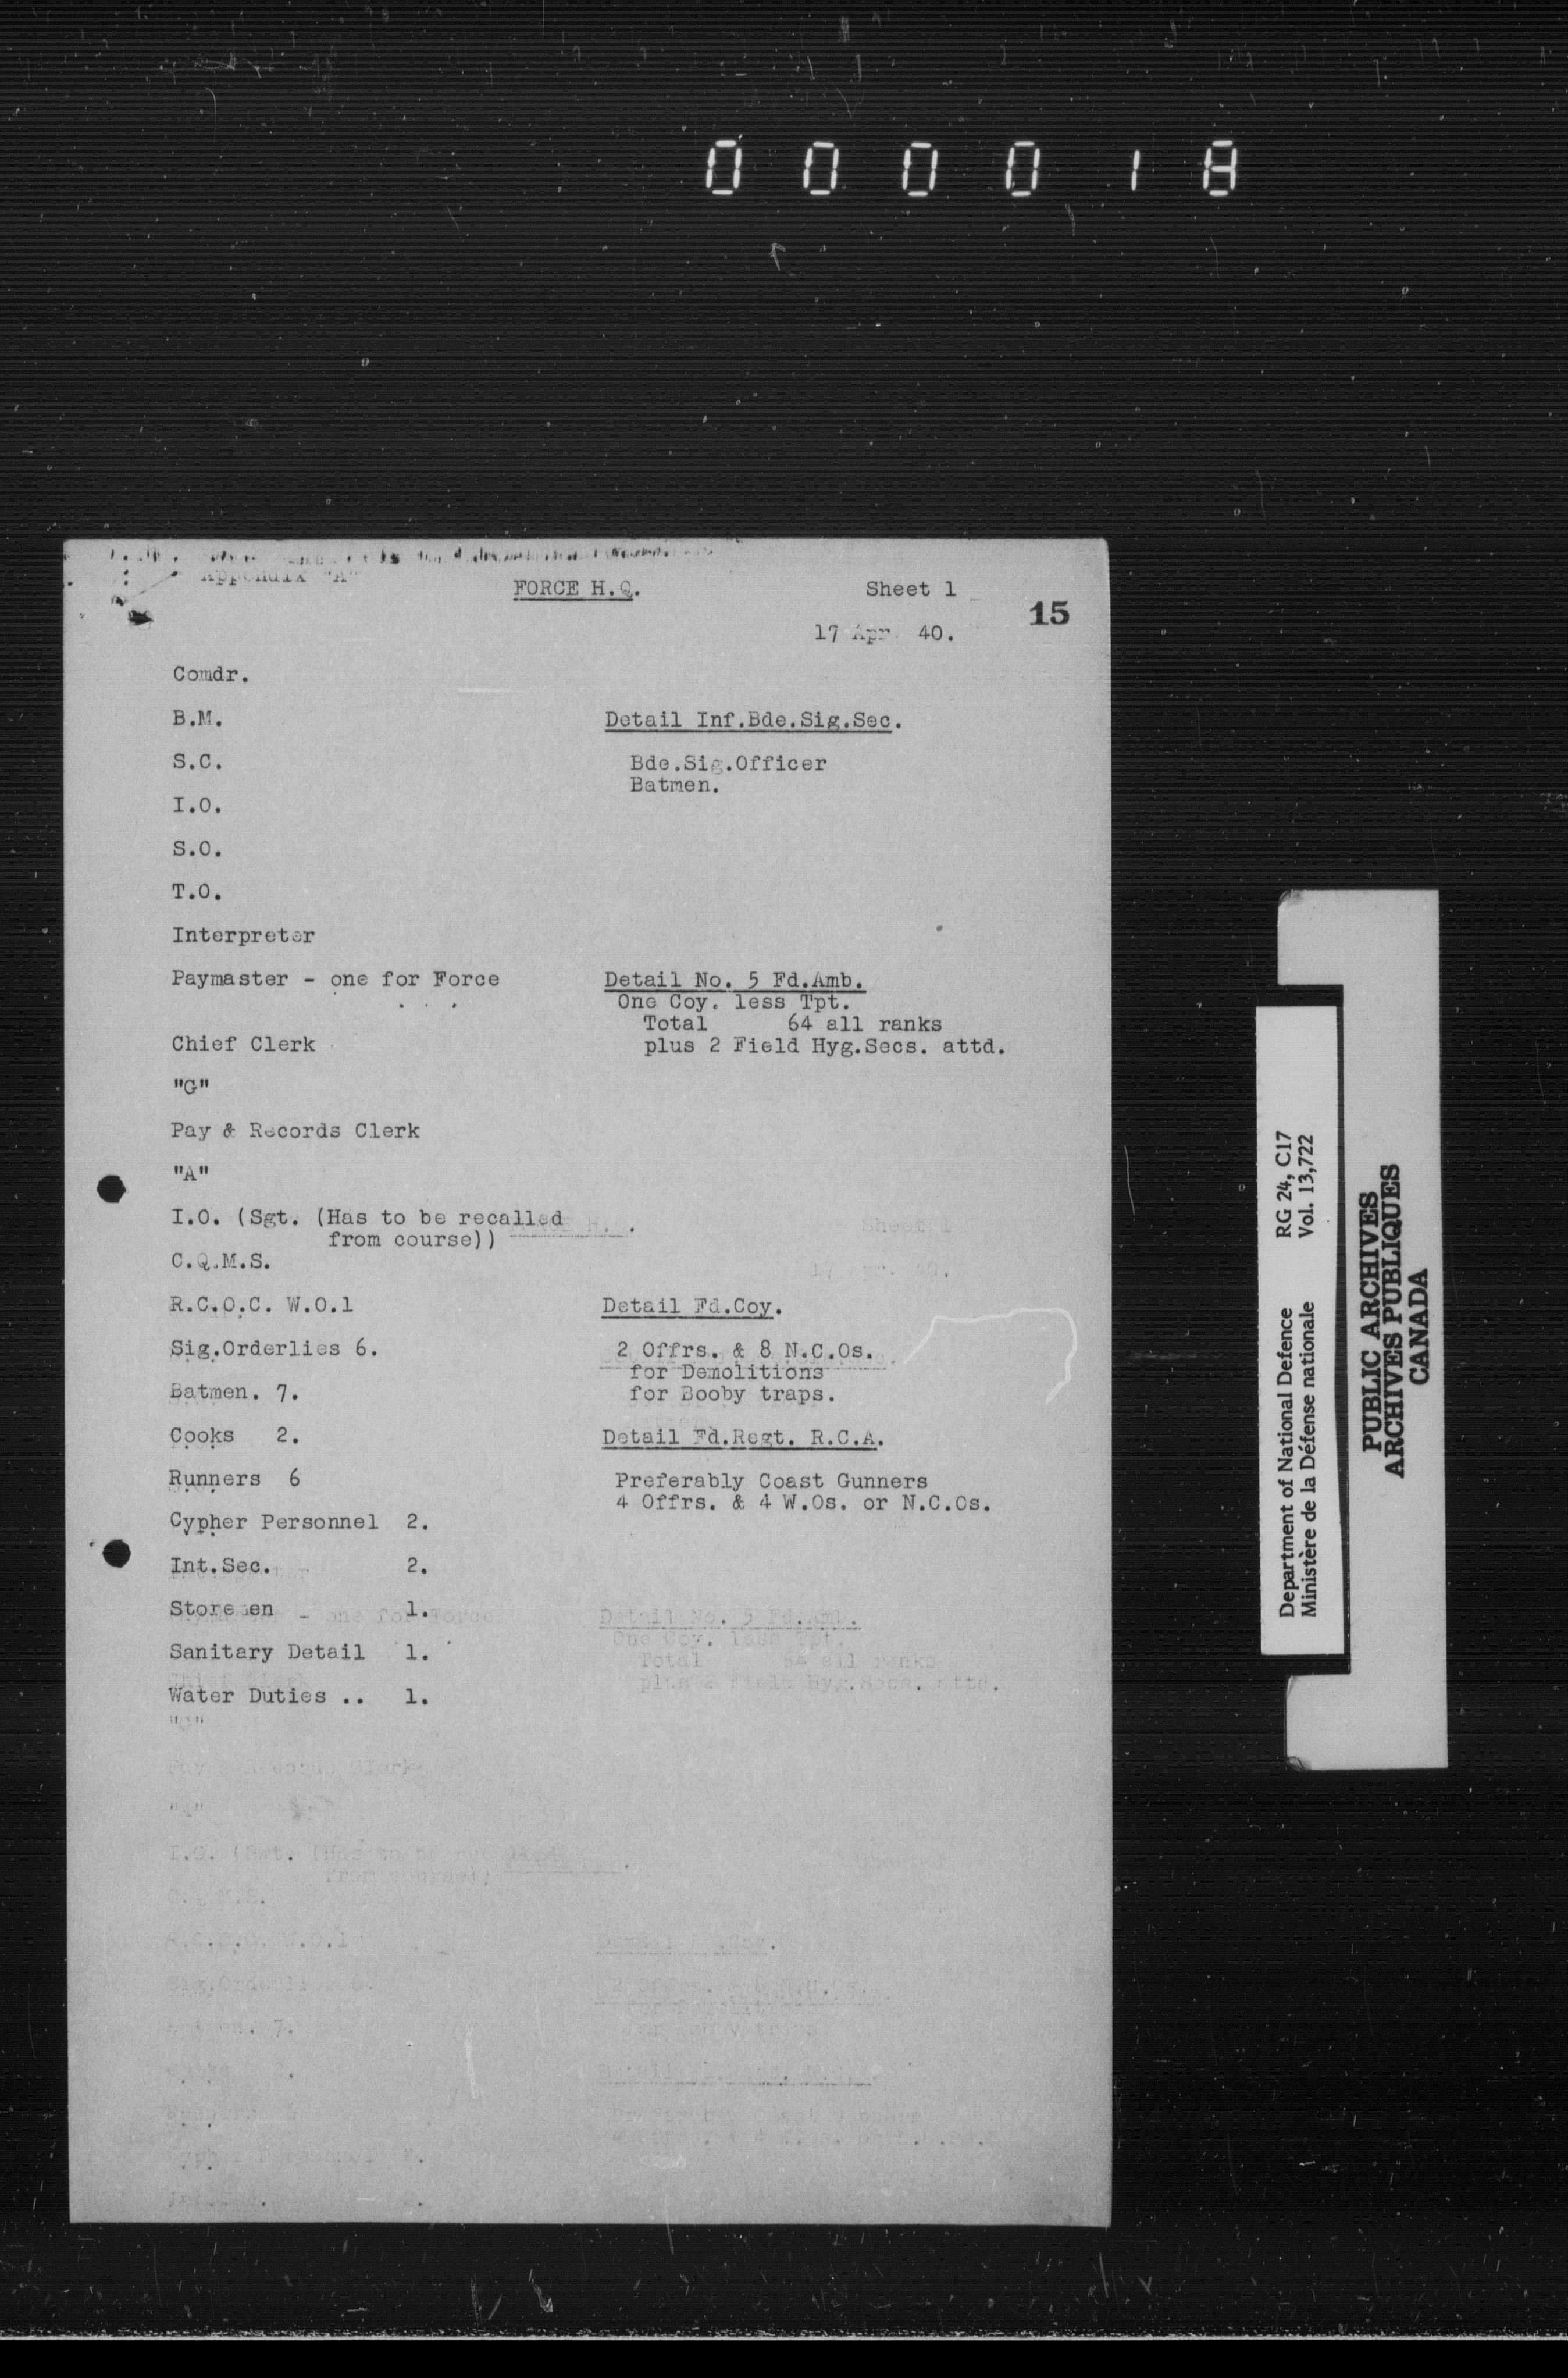 000018
Appendix "A"
FORCE H.Q.
Sheet 1
15
17 Apr 40.
Comdr.
B.M.
S.C.
I.O.
S.O.
T.O.
Interpreter
Paymaster - one for Force
Chief Clerk
"G"
Pay & Records Clerk
"A"
I.O. (Sgt. (Has to be recalled
from course))
C.Q.M.S.
R.C.O.C. W.O.1
Sig.Orderlies 6.
Batmen. 7.
Cooks 2.
Runners 6
Cypher Personnel 2.
Int.Sec. 2.
Store en 1.
Sanitary Detail 1.
Water Duties .. 1.
Detail Inf.Bde.Sig.Sec.
Bde.Sig.Officer
Batmen.
Detail No. 5 Fd.Amb.
One Coy. less Tpt.
Total 64 all ranks
plus 2 Field Hyg.Secs. attd.
Detail Fd.Coy.
2 Offrs. & 8 N.C.Os.
for Demolitions
for Booby traps.
Detail Fd.Regt. R.C.A.
Preferably Coast Gunners
4 Offrs. & 4 W.Os. or N.C.Os.
Department of National Defence RG 24, C17
Ministère de la Défense nationale Vol. 13,722
PUBLIC ARCHIVES
ARCHIVES PUBLIQUES
CANADA